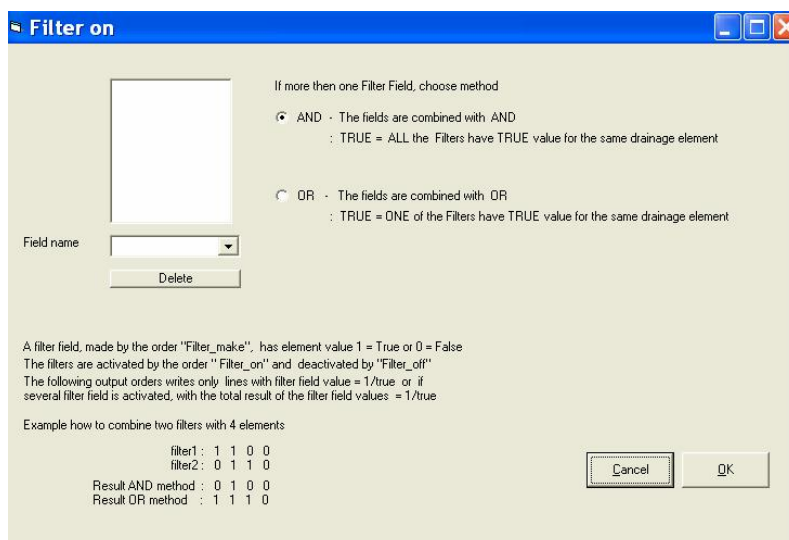 Filter on
If more then one Filter Field, choose method
AND - The fields are combined with AND
: TRUE = ALL the Filters have TRUE value for the same drainage element
OR - The fields are combined with OR
: TRUE = ONE of the Filters have TRUE value for the same drainage element
Field name
Delete
A filter field, made by the order "Filter_make", has element value 1 = True or 0 = False
The filters are activated by the order " Filter_on" and deactivated by "Filter_off"
The following output orders writes only lines with filter field value = 1/true or if
several filter field is activated, with the total result of the filter field values = 1/true
Example how to combine two filters with 4 elements
filter1 : 1 1 0 0
filter2 : 0 1 1 0
Result AND method : 0 1 0 0
Result OR method : 1 1 1 0
Cancel
OK